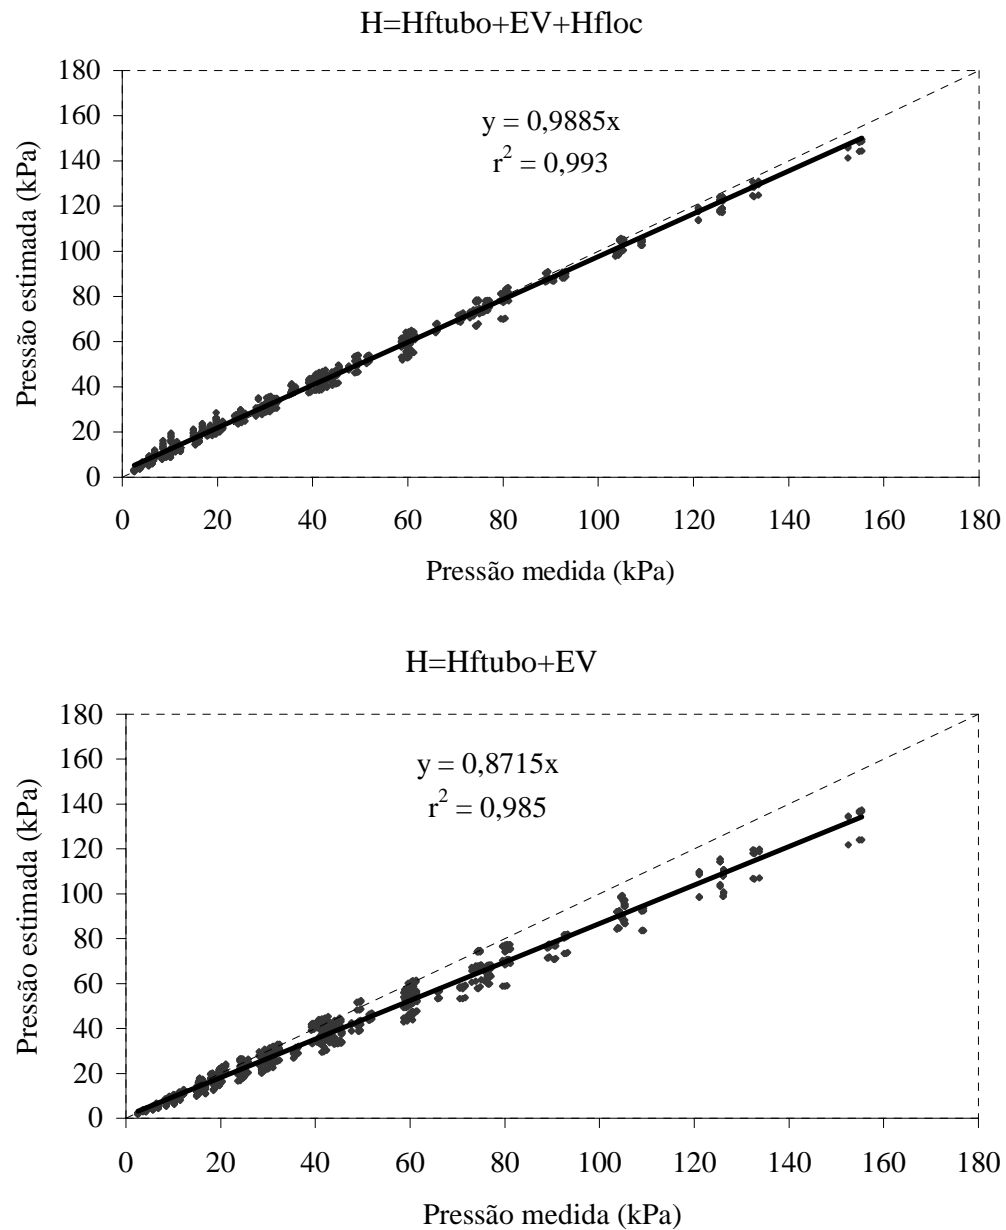 H=Hftubo+EV+Hfloc
180
160
140
120
100
80
60
40
20
0
Pressão estimada (kPa)
y = 0,9885x
r² = 0,993
0 20 40 60 80 100 120 140 160 180
Pressão medida (kPa)
H=Hftubo+EV
180
160
140
120
100
80
60
40
20
0
Pressão estimada (kPa)
y = 0,8715x
r² = 0,985
0 20 40 60 80 100 120 140 160 180
Pressão medida (kPa)